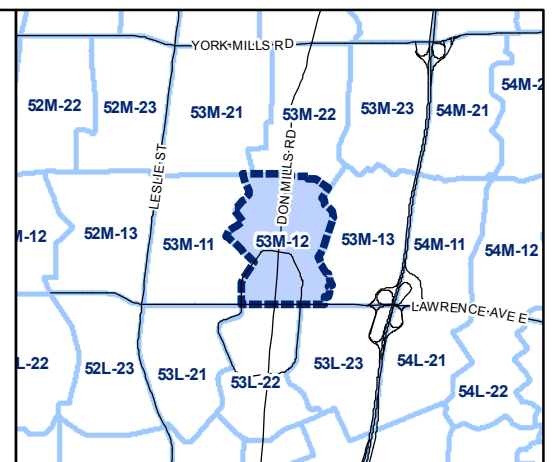 YORK MILLS RD
54M-2
52M-22
52M-23
53M-21
53M-22
53M-23
54M-21
LESLIE ST
DON MILLS RD
M-12
52M-13
53M-11
53M-12
53M-13
54M-11
54M-12
LAWRENCE AVE E
L-22
52L-23
53L-21
53L-22
53L-23
54L-21
54L-22